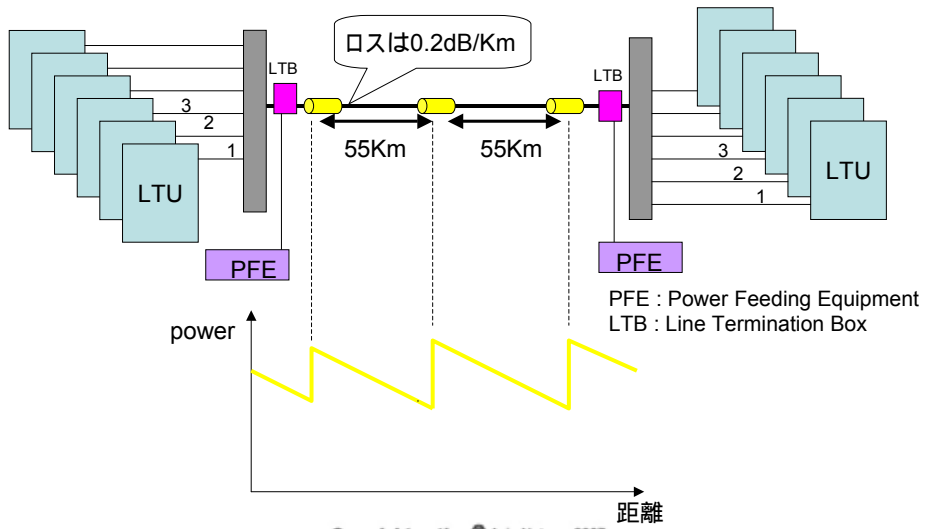 ロスは0.2dB/Km
LTB
LTB
3
2
1
LTU
55Km
55Km
3
2
1
LTU
PFE
PFE
PFE : Power Feeding Equipment
LTB : Line Termination Box
power
距離